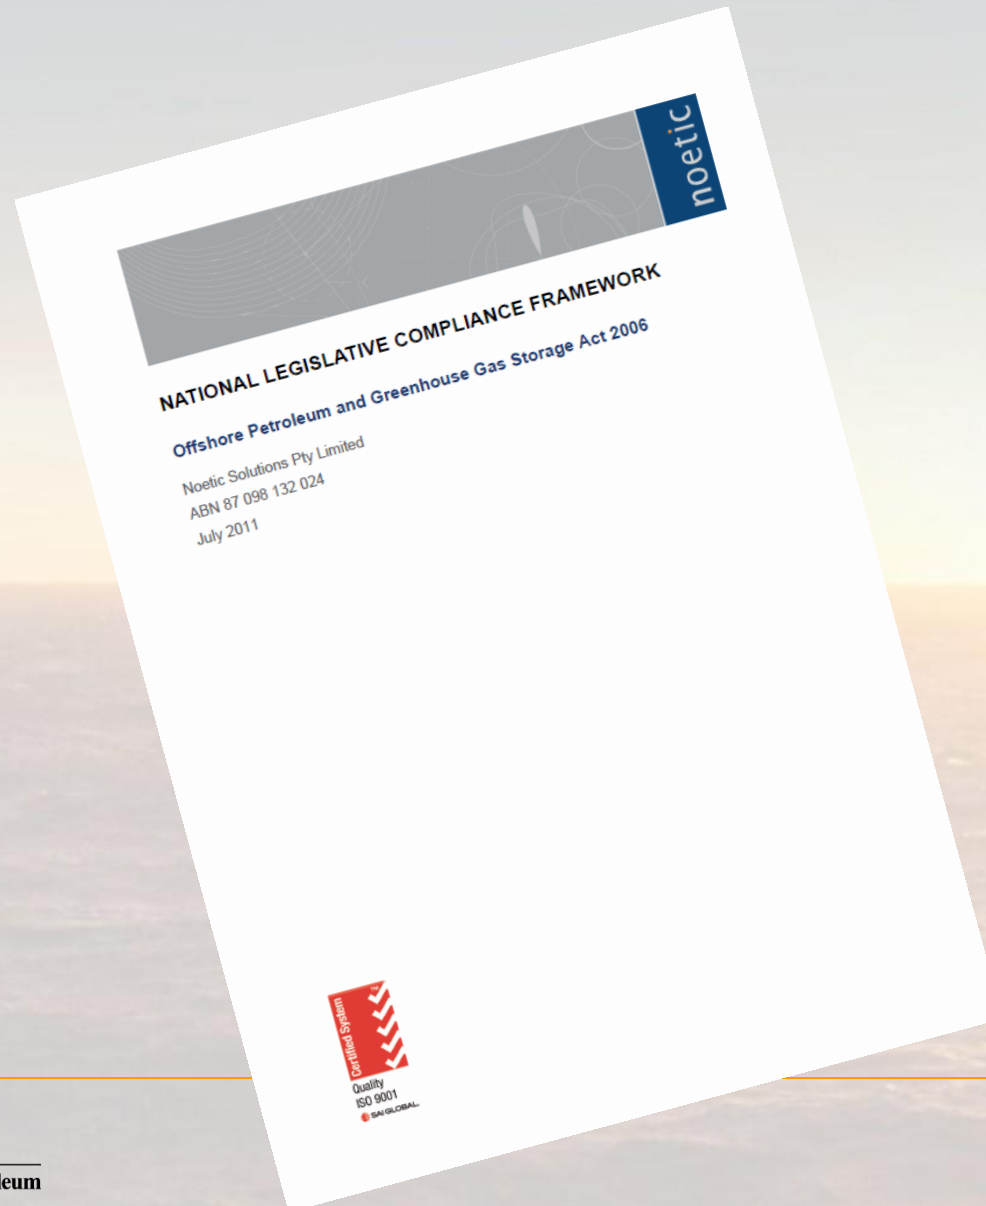 noetic
NATIONAL LEGISLATIVE COMPLIANCE FRAMEWORK
Offshore Petroleum and Greenhouse Gas Storage Act 2006
Noetic Solutions Pty Limited
ABN 87 098 132 024
July 2011
Certified System
TM
Quality
ISO 9001
SAI GLOBAL
leum